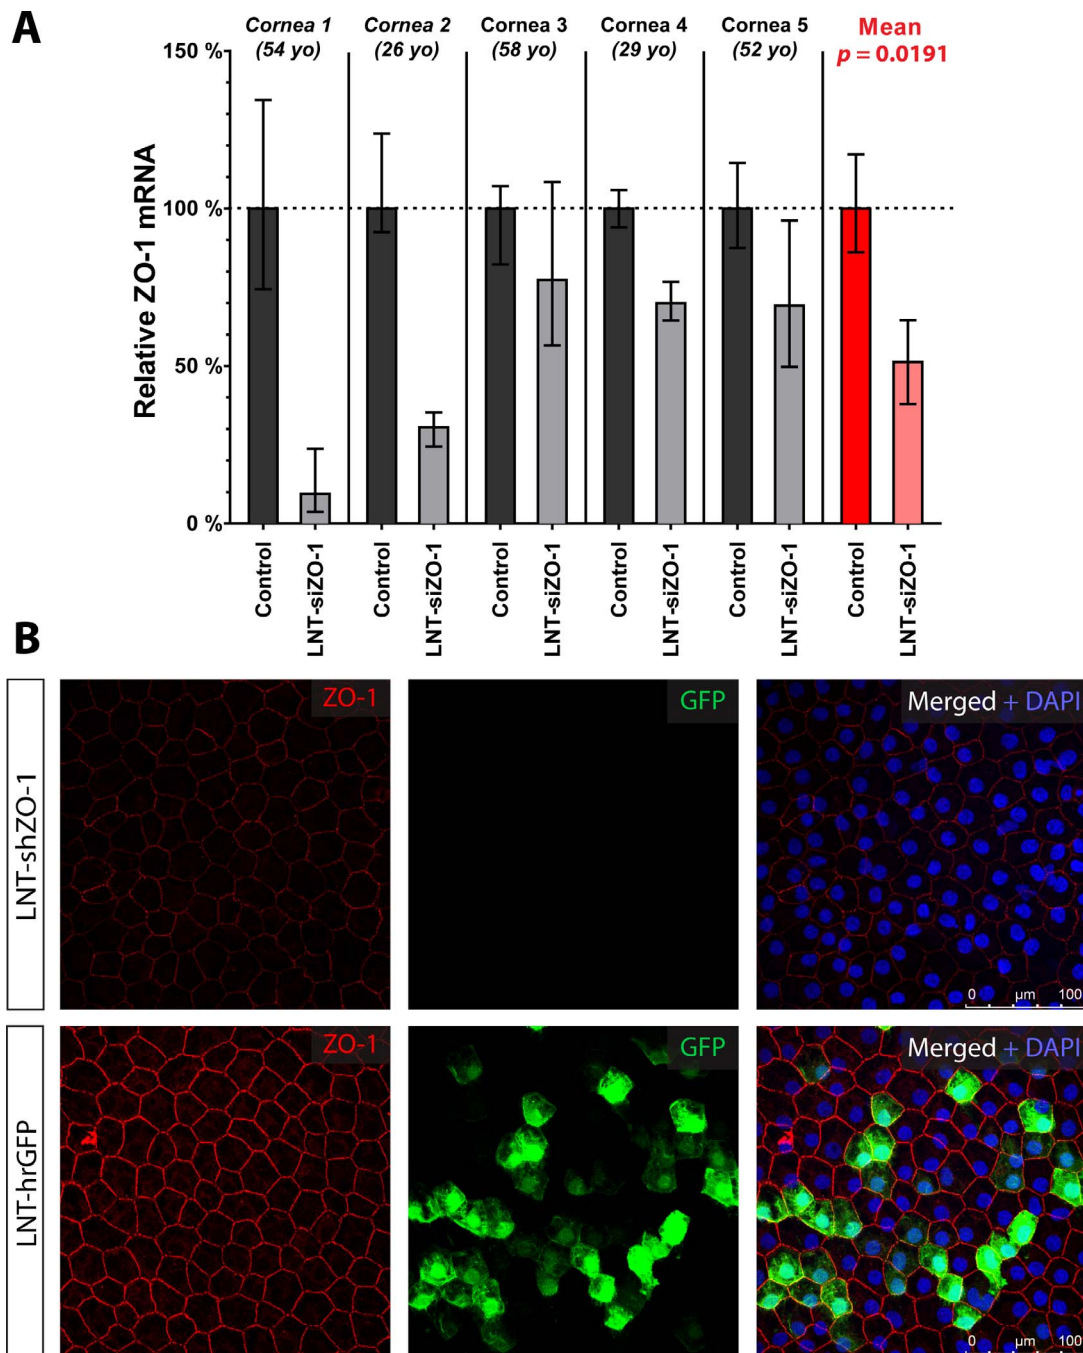 A
Cornea 1
(54 yo)
Cornea 2
(26 yo)
Cornea 3
(58 yo)
Cornea 4
(29 yo)
Cornea 5
(52 yo)
Mean
p = 0.0191
Relative ZO-1 mRNA
150 %
100 %
50 %
0 %
Control
LNT-siZO-1
Control
LNT-siZO-1
Control
LNT-siZO-1
Control
LNT-siZO-1
Control
LNT-siZO-1
Control
LNT-siZO-1
B
LNT-shZO-1
ZO-1
GFP
Merged + DAPI
0 µm 100
LNT-hrGFP
ZO-1
GFP
Merged + DAPI
0 µm 100